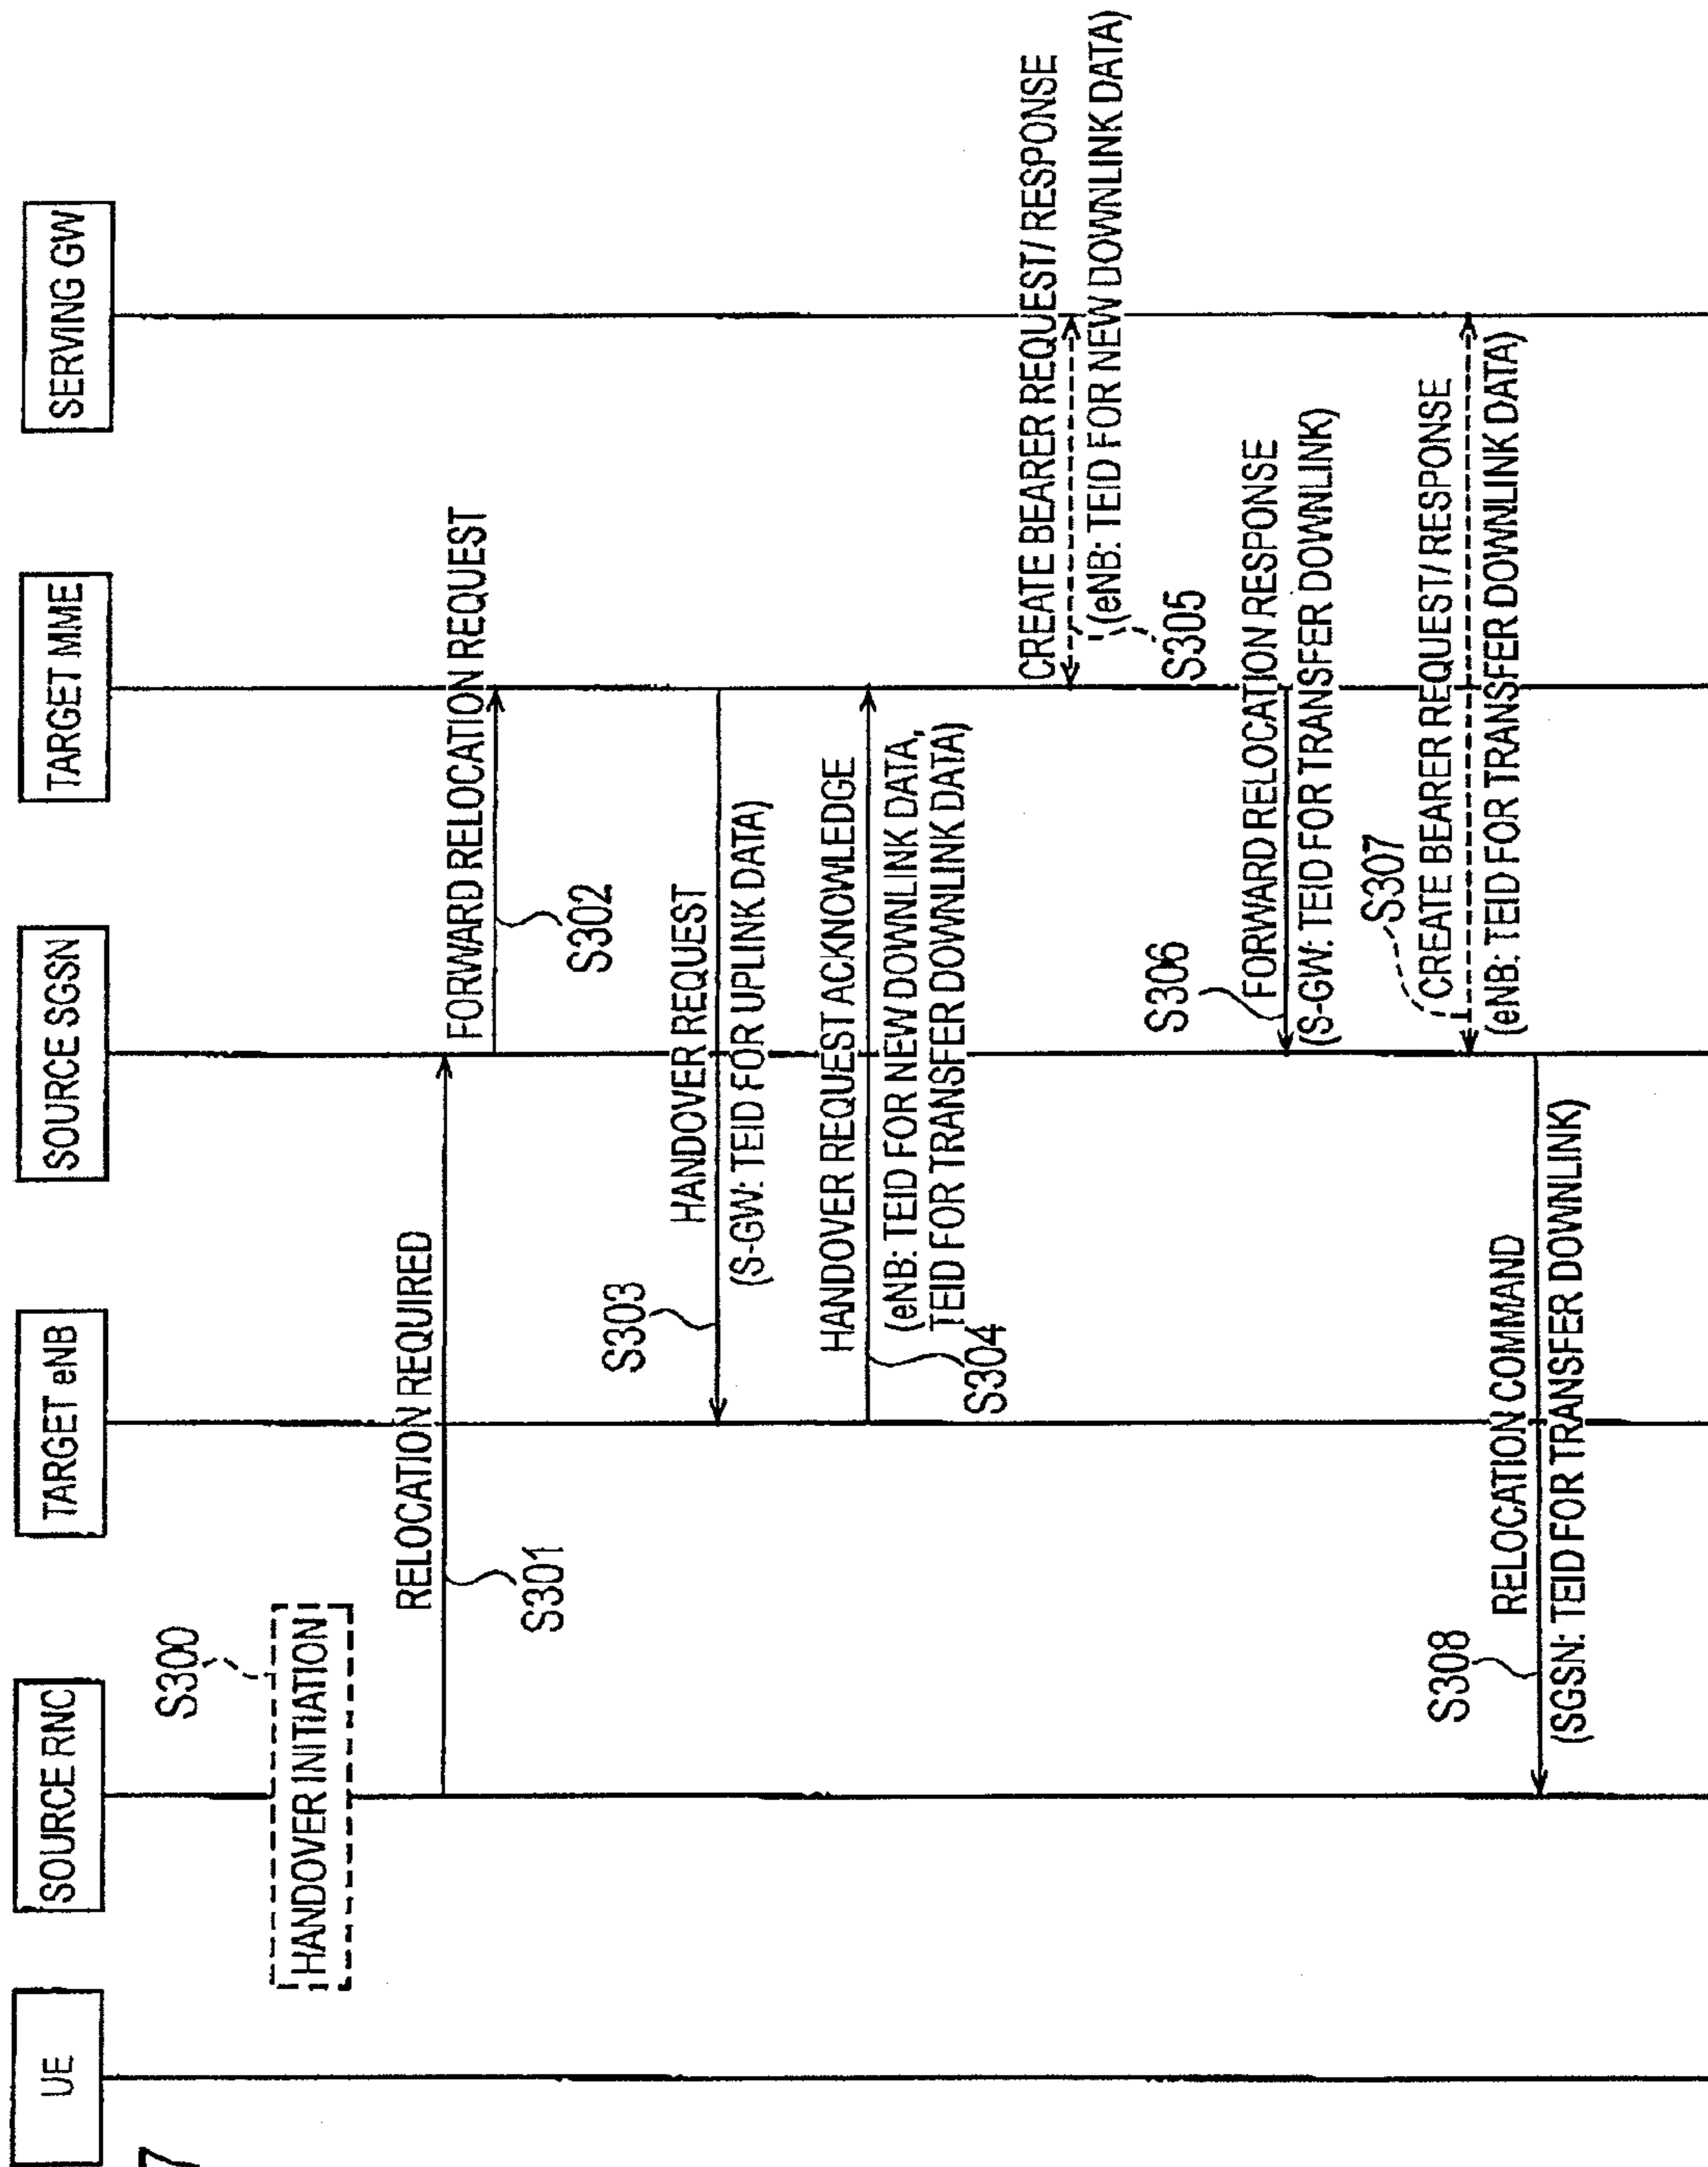 7
UE
SOURCE RNC
TARGET eNB
SOURCE SGSN
TARGET MME
SERVING GW
S300
HANDOVER INITIATION
RELOCATION REQUIRED
S301
FORWARD RELOCATION REQUEST
S302
HANDOVER REQUEST
S303
(S-GW: TEID FOR UPLINK DATA)
HANDOVER REQUEST ACKNOWLEDGE
(eNB: TEID FOR NEW DOWNLINK DATA,
TEID FOR TRANSFER DOWNLINK DATA)
S304
CREATE BEARER REQUEST/RESPONSE
(eNB: TEID FOR NEW DOWNLINK DATA)
S305
S306
FORWARD RELOCATION RESPONSE
(S-GW: TEID FOR TRANSFER DOWNLINK)
S307
CREATE BEARER REQUEST/RESPONSE
(eNB: TEID FOR TRANSFER DOWNLINK DATA)
S308
RELOCATION COMMAND
(SGSN: TEID FOR TRANSFER DOWNLINK)